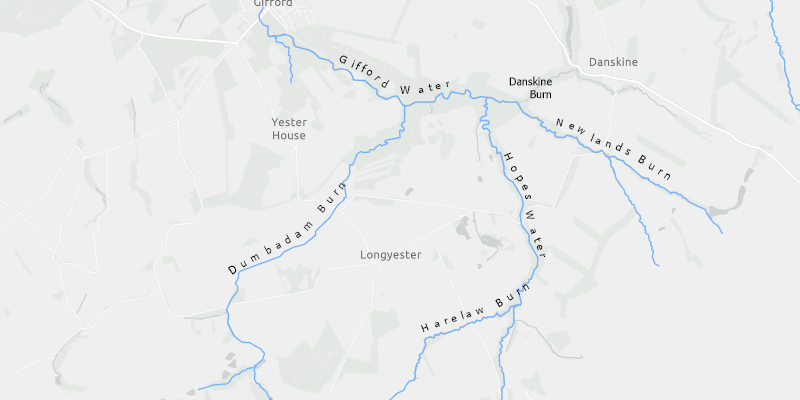 Gifford
Gifford Water
Danskine
Danskine
Burn
Newlands Burn
Yester
House
Hopes Water
Dumbadam Burn
Longyester
Harelaw Burn